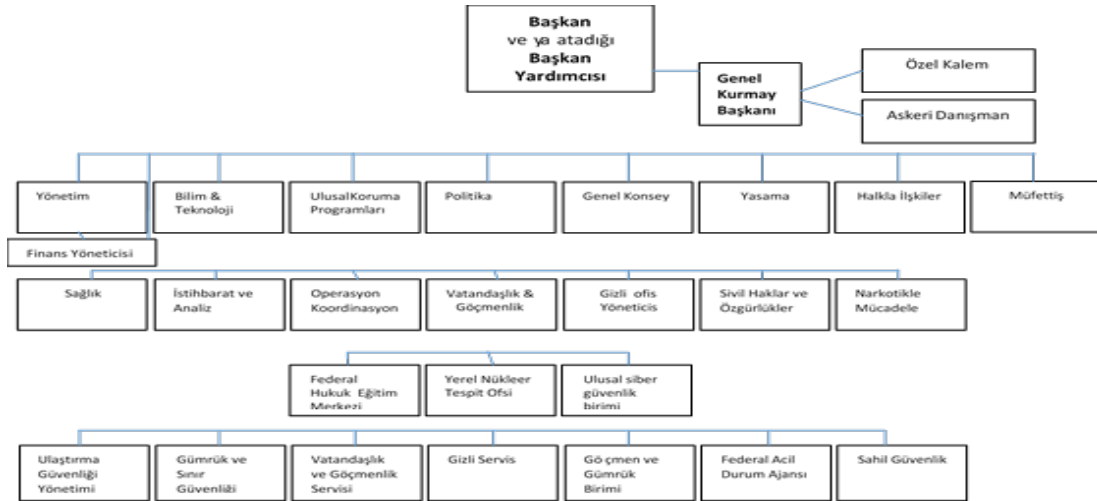 Başkan
ve ya atadığı
Başkan
Yardımcısı
Genel
Kurmay
Başkanı
Özel Kalem
Askeri Danışman
Yönetim
Bilim &
Teknoloji
UlusalKoruma
Programları
Politika
Genel Konsey
Yasama
Halkla İlişkiler
Müfettiş
Finans Yöneticisi
Sağlık
İstihbarat ve
Analiz
Operasyon
Koordinasyon
Vatandaşlık &
Göçmenlik
Gizli ofis
Yöneticis
Sivil Haklar ve
Özgürlükler
Narkotikle
Mücadele
Federal
Hukuk Eğitim
Merkezi
Yerel Nükleer
Tespit Ofsi
Ulusal siber
güvenlik
birimi
Ulaştırma
Güvenliği
Yönetimi
Gümrük ve
Sınır
Güvenliği
Vatandaşlık
ve Göçmenlik
Servisi
Gizli Servis
Gö çmen ve
Gümrük
Birimi
Federal Acil
Durum Ajansı
Sahil Güvenlik